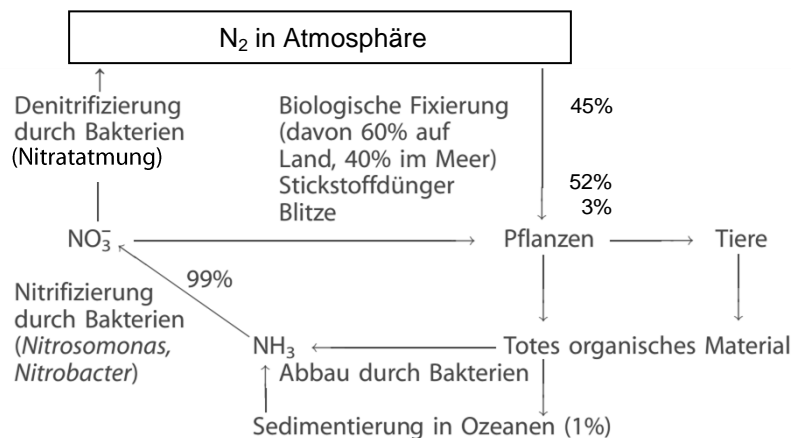 N₂ in Atmosphäre
Denitrifizierung
durch Bakterien
(Nitratatmung)
Biologische Fixierung
(davon 60% auf
Land, 40% im Meer)
Stickstoffdünger
Blitze
45%
52%
3%
NO₃⁻
Pflanzen
Tiere
99%
Nitrifizierung
durch Bakterien
(Nitrosomonas,
Nitrobacter)
NH₃
Totes organisches Material
Abbau durch Bakterien
Sedimentierung in Ozeanen (1%)